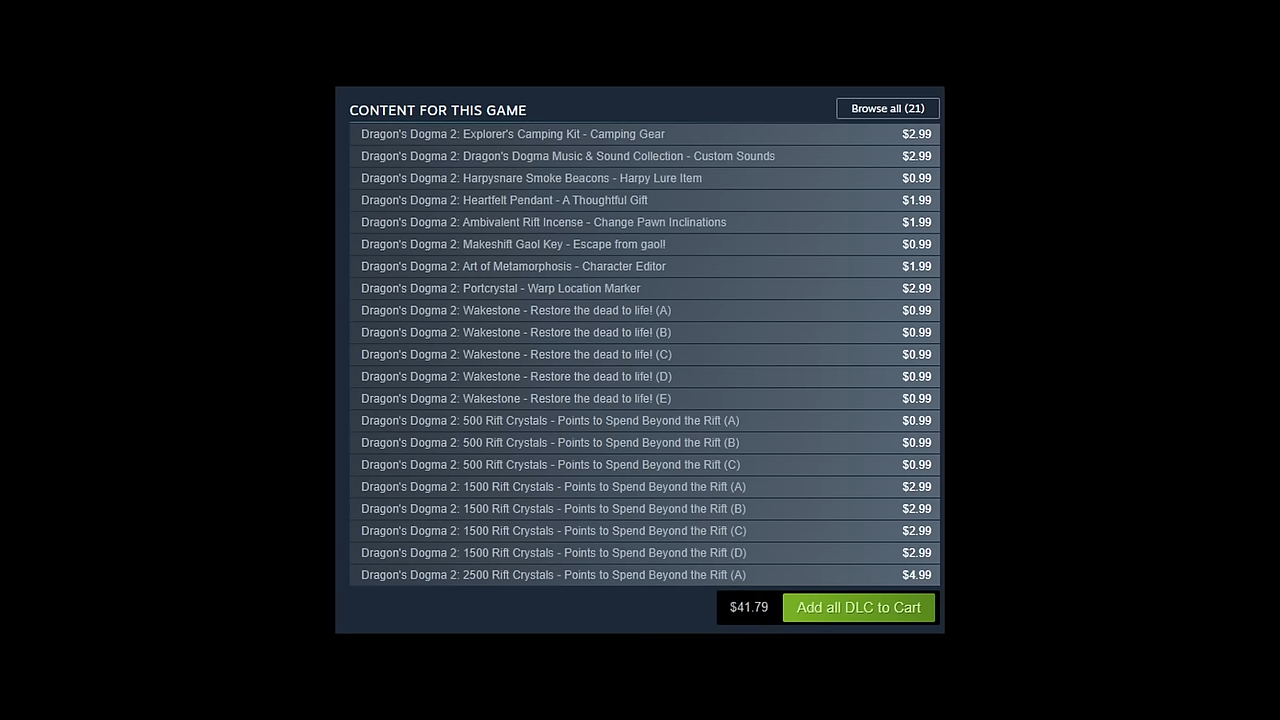 CONTENT FOR THIS GAME Browse all (21)
Dragon's Dogma 2: Explorer's Camping Kit - Camping Gear $2.99
Dragon's Dogma 2: Dragon's Dogma Music & Sound Collection - Custom Sounds $2.99
Dragon's Dogma 2: Harpysnare Smoke Beacons - Harpy Lure Item $0.99
Dragon's Dogma 2: Heartfelt Pendant - A Thoughtful Gift $1.99
Dragon's Dogma 2: Ambivalent Rift Incense - Change Pawn Inclinations $1.99
Dragon's Dogma 2: Makeshift Gaol Key - Escape from gaol! $0.99
Dragon's Dogma 2: Art of Metamorphosis - Character Editor $1.99
Dragon's Dogma 2: Portcrystal - Warp Location Marker $2.99
Dragon's Dogma 2: Wakestone - Restore the dead to life! (A) $0.99
Dragon's Dogma 2: Wakestone - Restore the dead to life! (B) $0.99
Dragon's Dogma 2: Wakestone - Restore the dead to life! (C) $0.99
Dragon's Dogma 2: Wakestone - Restore the dead to life! (D) $0.99
Dragon's Dogma 2: Wakestone - Restore the dead to life! (E) $0.99
Dragon's Dogma 2: 500 Rift Crystals - Points to Spend Beyond the Rift (A) $0.99
Dragon's Dogma 2: 500 Rift Crystals - Points to Spend Beyond the Rift (B) $0.99
Dragon's Dogma 2: 500 Rift Crystals - Points to Spend Beyond the Rift (C) $0.99
Dragon's Dogma 2: 1500 Rift Crystals - Points to Spend Beyond the Rift (A) $2.99
Dragon's Dogma 2: 1500 Rift Crystals - Points to Spend Beyond the Rift (B) $2.99
Dragon's Dogma 2: 1500 Rift Crystals - Points to Spend Beyond the Rift (C) $2.99
Dragon's Dogma 2: 1500 Rift Crystals - Points to Spend Beyond the Rift (D) $2.99
Dragon's Dogma 2: 2500 Rift Crystals - Points to Spend Beyond the Rift (A) $4.99
$41.79 Add all DLC to Cart